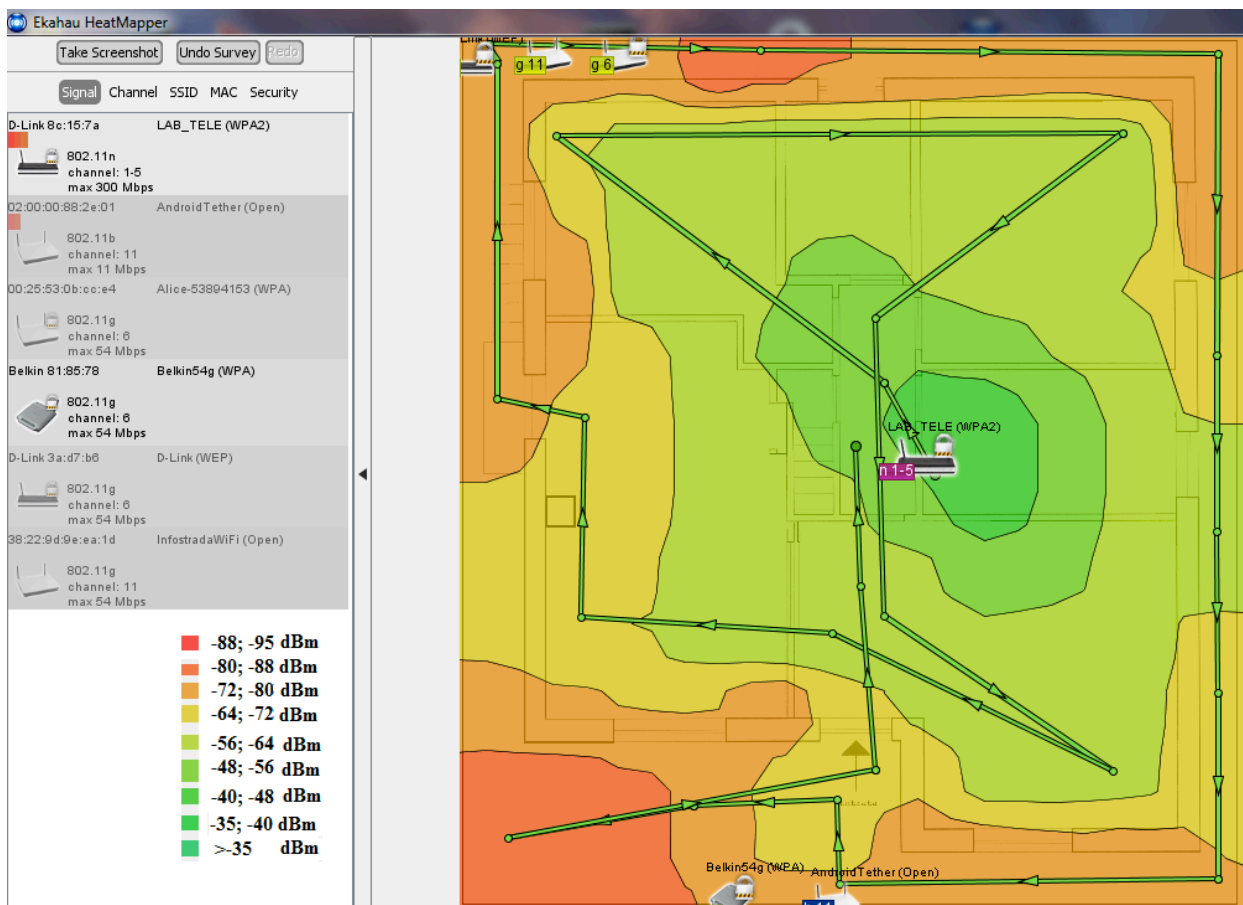 Ekahau HeatMapper
Take Screenshot Undo Survey Redo
Signal Channel SSID MAC Security
D-Link 8c:15:7a LAB_TELE (WPA2)
802.11n
channel: 1-5
max 300 Mbps
02:00:00:88:2e:01 AndroidTether (Open)
802.11b
channel: 11
max 11 Mbps
00:25:53:0b:cc:e4 Alice-53894153 (WPA)
802.11g
channel: 6
max 54 Mbps
Belkin 81:85:78 Belkin54g (WPA)
802.11g
channel: 6
max 54 Mbps
D-Link 3a:d7:b6 D-Link (WEP)
802.11g
channel: 6
max 54 Mbps
38:22:9d:9e:ea:1d InfostradaWiFi (Open)
802.11g
channel: 11
max 54 Mbps
-88; -95 dBm
-80; -88 dBm
-72; -80 dBm
-64; -72 dBm
-56; -64 dBm
-48; -56 dBm
-40; -48 dBm
-35; -40 dBm
>-35 dBm
g 11
g 6
LAB_TELE (WPA2)
n 1-5
Belkin54g (WPA)
AndroidTether (Open)